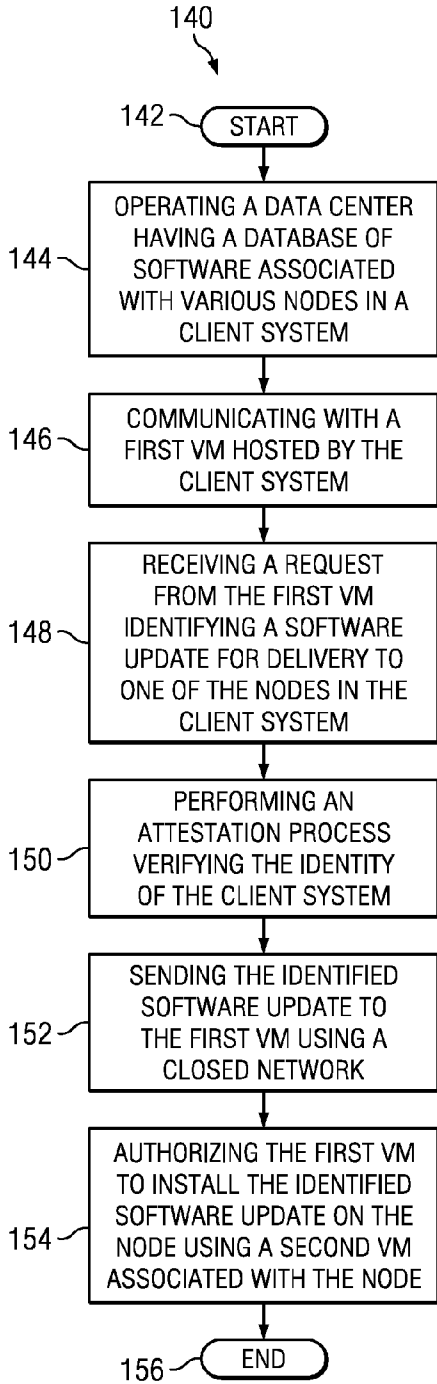 140
142
START
144
OPERATING A DATA CENTER
HAVING A DATABASE OF
SOFTWARE ASSOCIATED
WITH VARIOUS NODES IN A
CLIENT SYSTEM
146
COMMUNICATING WITH A
FIRST VM HOSTED BY THE
CLIENT SYSTEM
148
RECEIVING A REQUEST
FROM THE FIRST VM
IDENTIFYING A SOFTWARE
UPDATE FOR DELIVERY TO
ONE OF THE NODES IN THE
CLIENT SYSTEM
150
PERFORMING AN
ATTESTATION PROCESS
VERIFYING THE IDENTITY
OF THE CLIENT SYSTEM
152
SENDING THE IDENTIFIED
SOFTWARE UPDATE TO
THE FIRST VM USING A
CLOSED NETWORK
154
AUTHORIZING THE FIRST VM
TO INSTALL THE IDENTIFIED
SOFTWARE UPDATE ON THE
NODE USING A SECOND VM
ASSOCIATED WITH THE NODE
156
END